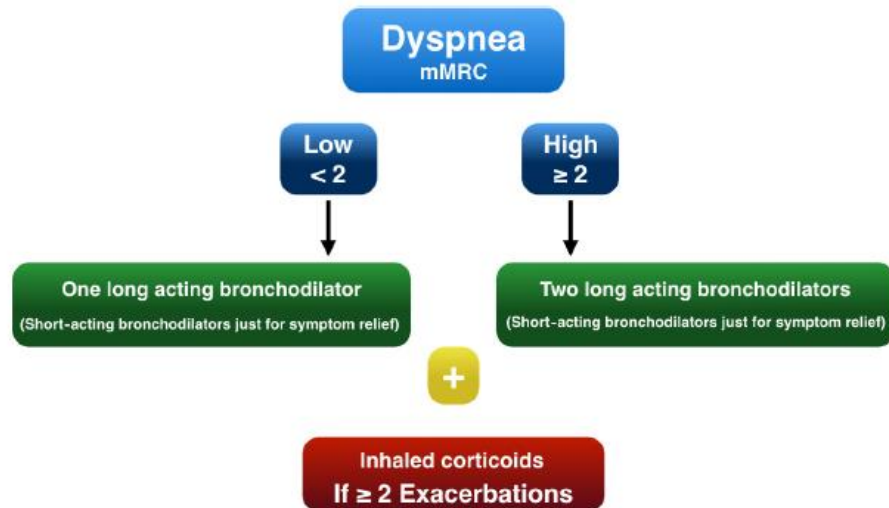 Dyspnea
mMRC
Low
< 2
High
≥ 2
One long acting bronchodilator
(Short-acting bronchodilators just for symptom relief)
Two long acting bronchodilators
(Short-acting bronchodilators just for symptom relief)
+
Inhaled corticoids
If ≥ 2 Exacerbations